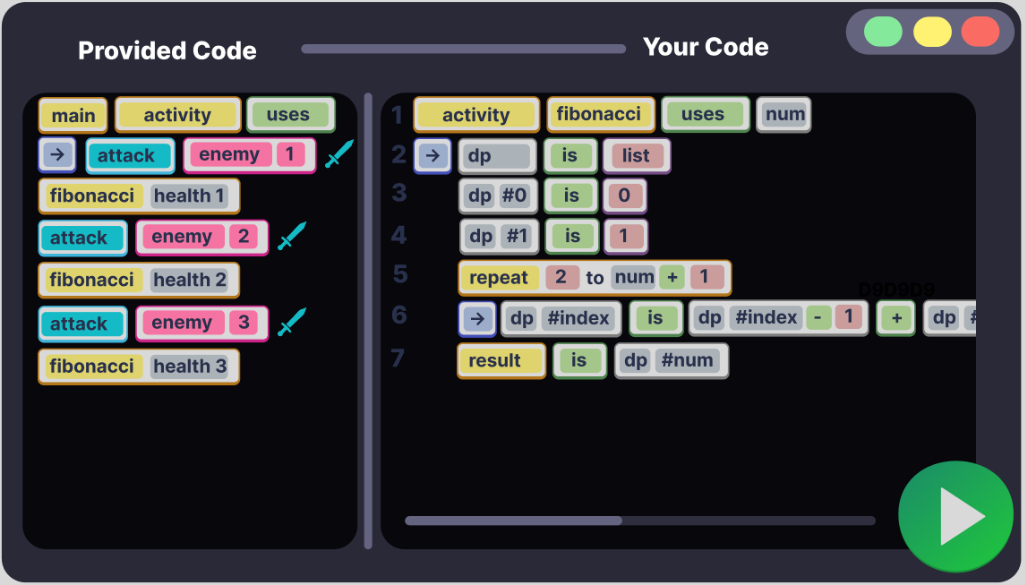 Provided Code
Your Code
main activity uses
→ attack enemy 1
fibonacci health 1
attack enemy 2
fibonacci health 2
attack enemy 3
fibonacci health 3
1 activity fibonacci uses num
2 → dp is list
3 dp #0 is 0
4 dp #1 is 1
5 repeat 2 to num + 1
D9D9D9
6 → dp #index is dp #index - 1 + dp #
7 result is dp #num